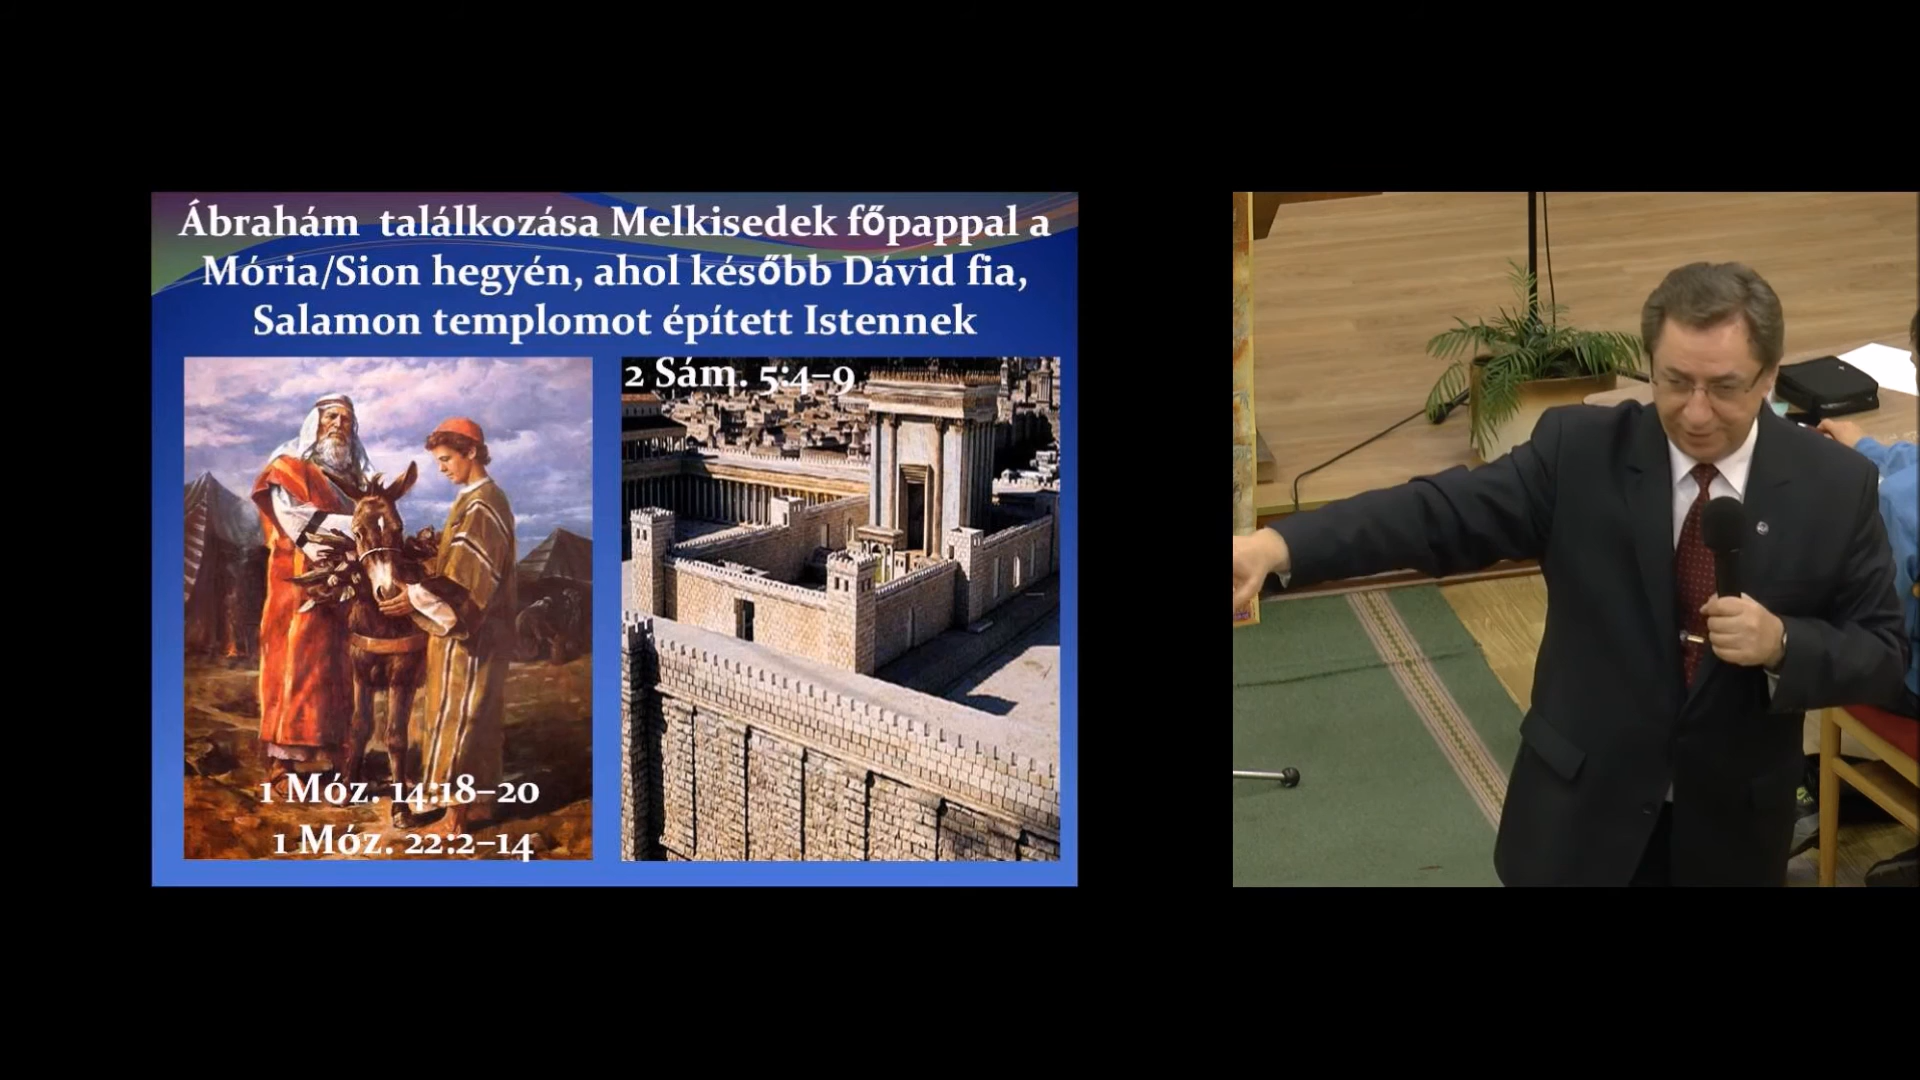 Ábrahám találkozása Melkisedek főpappal a
Mória/Sion hegyén, ahol később Dávid fia,
Salamon templomot épített Istennek
2 Sám. 5:4–9
1 Móz. 14:18–20
1 Móz. 22:2–14